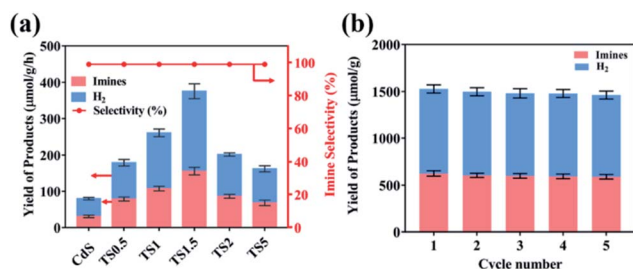 (a)
Yield of Products (μmol/g/h)
500
400
300
200
100
0
Imines
H2
Selectivity (%)
100
80
60
40
20
0
Imine Selectivity (%)
CdS
TS0.5
TS1
TS1.5
TS2
TS5
(b)
Yield of Products (μmol/g)
2000
1500
1000
500
0
Imines
H2
1
2
3
4
5
Cycle number